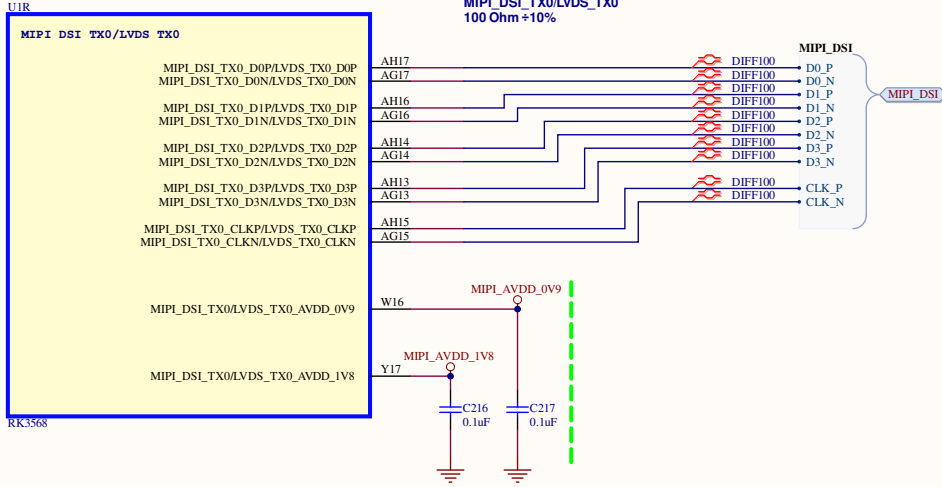 U1R
MIPI_DSI_TX0/LVDS_TX0
100 Ohm ÷10%
MIPI DSI TX0/LVDS TX0
MIPI_DSI
MIPI_DSI_TX0_D0P/LVDS_TX0_D0P AH17 DIFF100 D0_P
MIPI_DSI_TX0_D0N/LVDS_TX0_D0N AG17 DIFF100 D0_N
DIFF100 D1_P
MIPI_DSI
MIPI_DSI_TX0_D1P/LVDS_TX0_D1P AH16 DIFF100 D1_N
MIPI_DSI_TX0_D1N/LVDS_TX0_D1N AG16 DIFF100 D2_P
DIFF100 D2_N
MIPI_DSI_TX0_D2P/LVDS_TX0_D2P AH14 DIFF100 D3_P
MIPI_DSI_TX0_D2N/LVDS_TX0_D2N AG14 DIFF100 D3_N
MIPI_DSI_TX0_D3P/LVDS_TX0_D3P AH13 DIFF100 CLK_P
MIPI_DSI_TX0_D3N/LVDS_TX0_D3N AG13 DIFF100 CLK_N
MIPI_DSI_TX0_CLKP/LVDS_TX0_CLKP AH15
MIPI_DSI_TX0_CLKN/LVDS_TX0_CLKN AG15
MIPI_AVDD_0V9
MIPI_DSI_TX0/LVDS_TX0_AVDD_0V9 W16
MIPI_AVDD_1V8
MIPI_DSI_TX0/LVDS_TX0_AVDD_1V8 Y17
C216 C217
0.1uF 0.1uF
RK3568